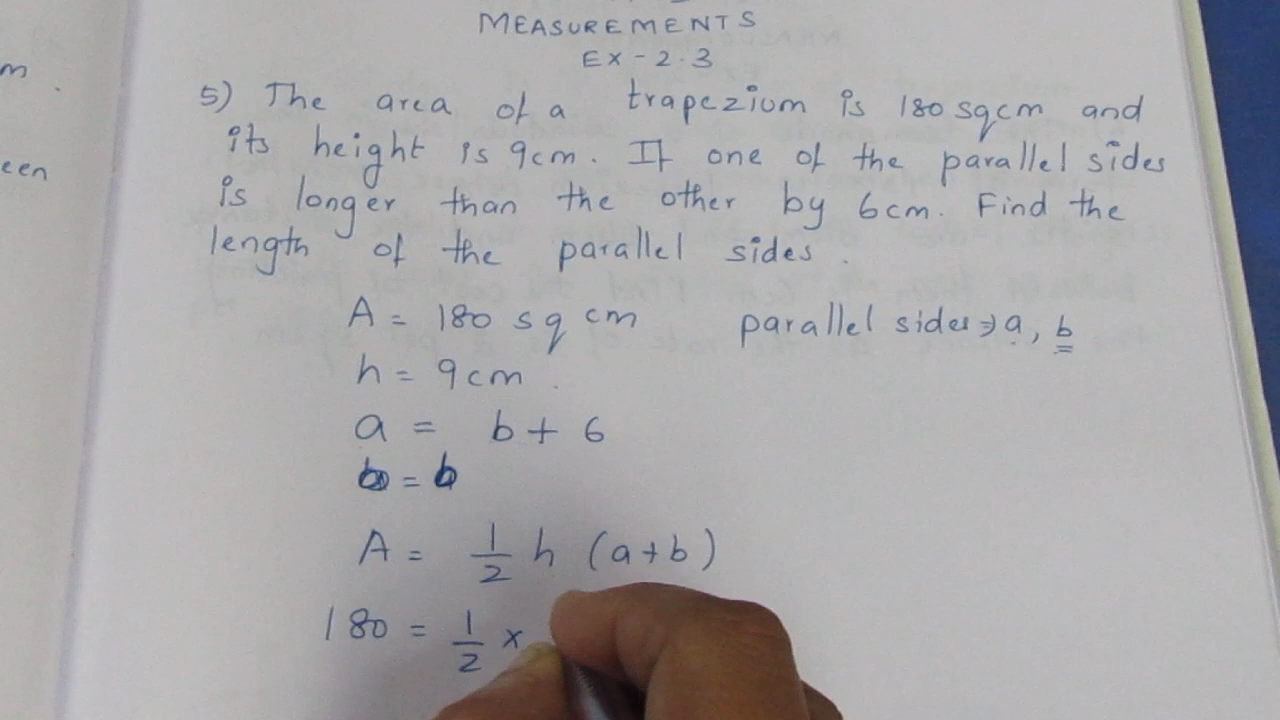 MEASUREMENTS
EX - 2.3
m
5) The area of a trapezium is 180 sqcm and
its height is 9cm. If one of the parallel sides
een
is longer than the other by 6cm. Find the
length of the parallel sides.
A = 180 sq cm parallel sides ⇒ a, b
h = 9cm.
a = b + 6
b = b
A = 1/2 h (a+b)
180 = 1/2 ×